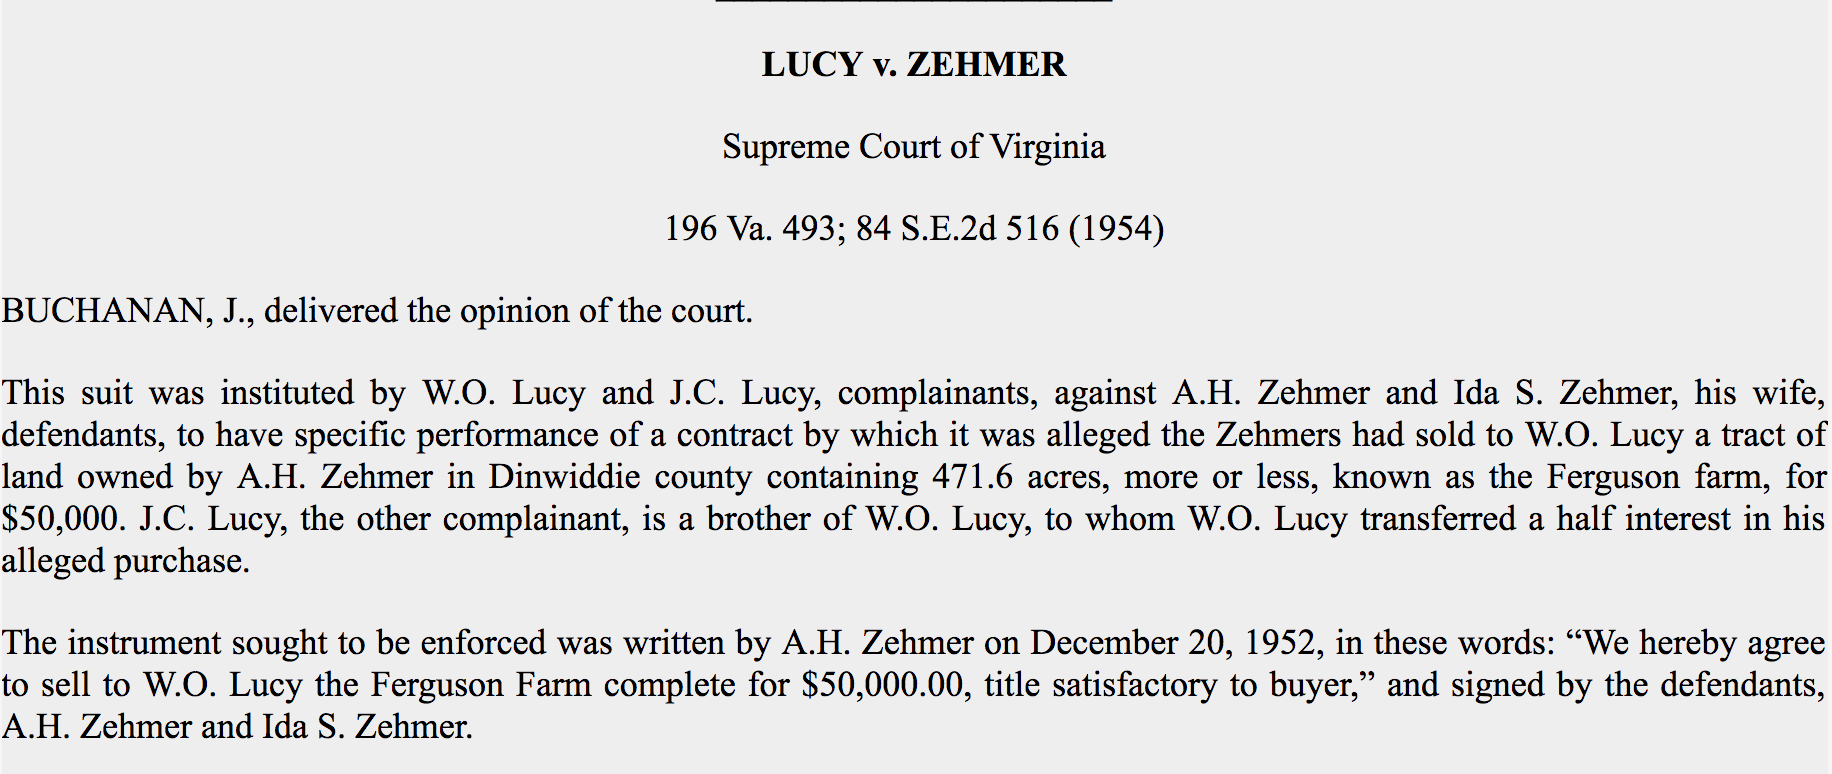 LUCY v. ZEHMER
Supreme Court of Virginia
196 Va. 493; 84 S.E.2d 516 (1954)
BUCHANAN, J., delivered the opinion of the court.
This suit was instituted by W.O. Lucy and J.C. Lucy, complainants, against A.H. Zehmer and Ida S. Zehmer, his wife,
defendants, to have specific performance of a contract by which it was alleged the Zehmers had sold to W.O. Lucy a tract of
land owned by A.H. Zehmer in Dinwiddie county containing 471.6 acres, more or less, known as the Ferguson farm, for
$50,000. J.C. Lucy, the other complainant, is a brother of W.O. Lucy, to whom W.O. Lucy transferred a half interest in his
alleged purchase.
The instrument sought to be enforced was written by A.H. Zehmer on December 20, 1952, in these words: “We hereby agree
to sell to W.O. Lucy the Ferguson Farm complete for $50,000.00, title satisfactory to buyer,” and signed by the defendants,
A.H. Zehmer and Ida S. Zehmer.